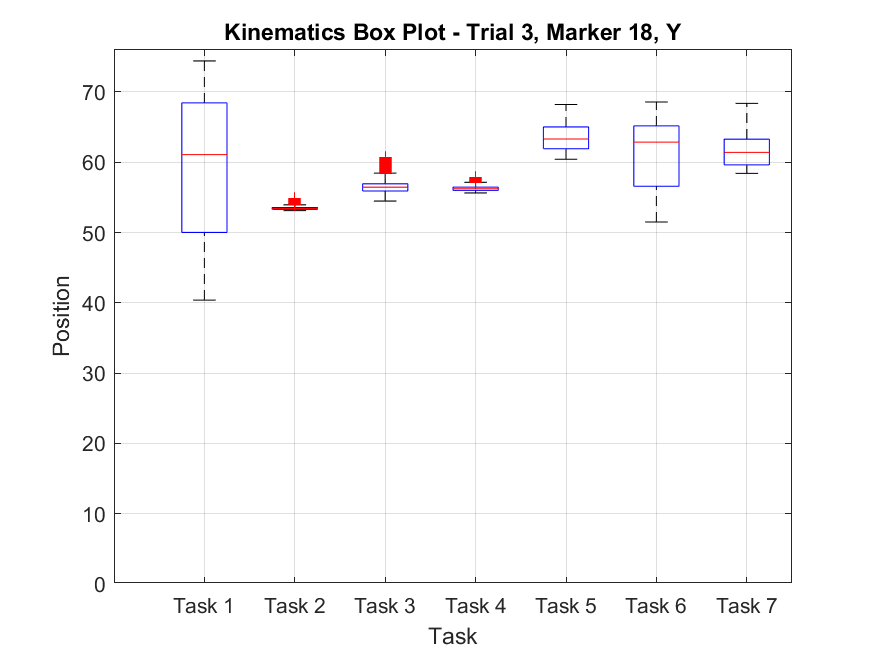 Kinematics Box Plot - Trial 3, Marker 18, Y
Position
70
60
50
40
30
20
10
0
Task 1 Task 2 Task 3 Task 4 Task 5 Task 6 Task 7
Task